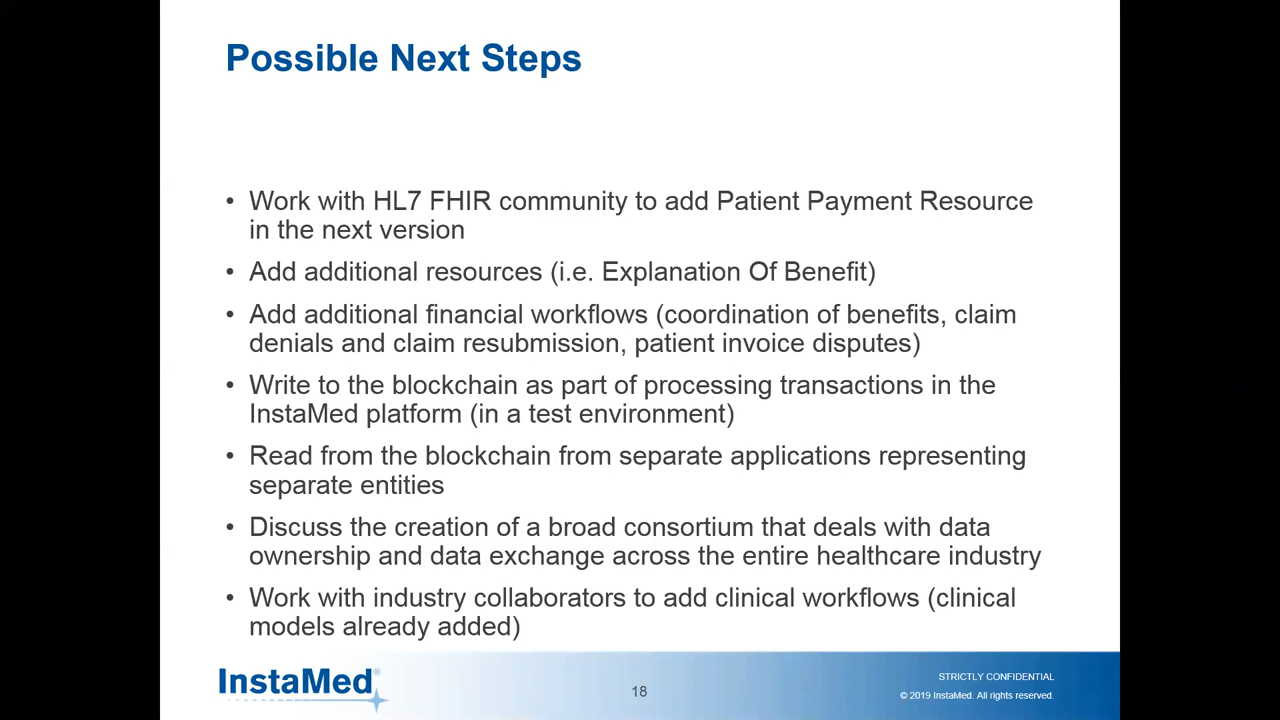 Possible Next Steps
• Work with HL7 FHIR community to add Patient Payment Resource
in the next version
• Add additional resources (i.e. Explanation Of Benefit)
• Add additional financial workflows (coordination of benefits, claim
denials and claim resubmission, patient invoice disputes)
• Write to the blockchain as part of processing transactions in the
InstaMed platform (in a test environment)
• Read from the blockchain from separate applications representing
separate entities
• Discuss the creation of a broad consortium that deals with data
ownership and data exchange across the entire healthcare industry
• Work with industry collaborators to add clinical workflows (clinical
models already added)
InstaMed®
18
STRICTLY CONFIDENTIAL
© 2019 InstaMed. All rights reserved.